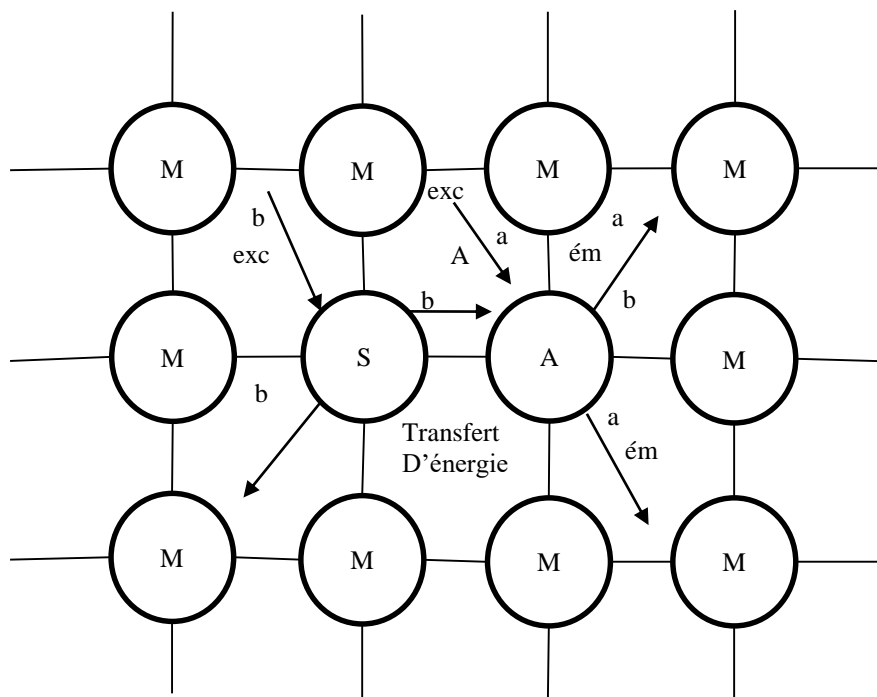 M M M M
exc
b a a
exc A ém
b b
M S A M
b a
Transfert ém
D’énergie
M M M M